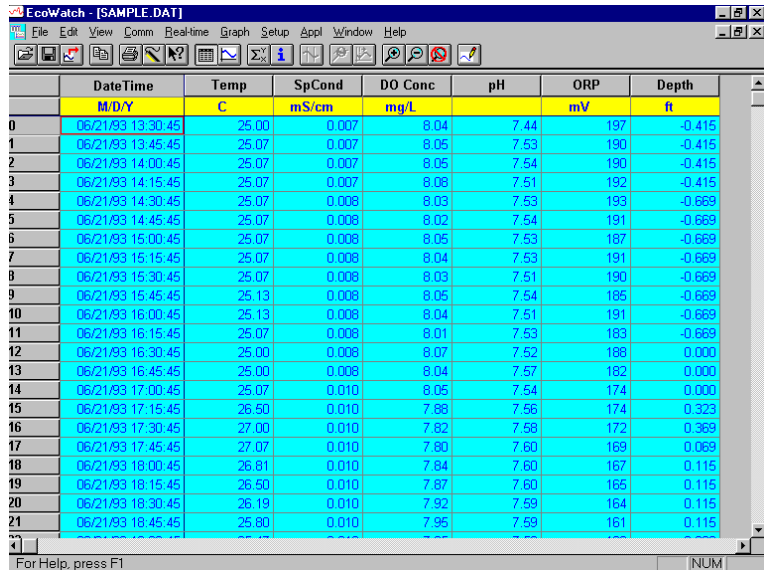 EcoWatch - [SAMPLE.DAT]
File Edit View Comm Real-time Graph Setup Appl Window Help
DateTime Temp SpCond DO Conc pH ORP Depth
M/D/Y C mS/cm mg/L mV ft
0 06/21/93 13:30:45 25.00 0.007 8.04 7.44 197 -0.415
1 06/21/93 13:45:45 25.07 0.007 8.05 7.53 190 -0.415
2 06/21/93 14:00:45 25.07 0.007 8.05 7.54 190 -0.415
3 06/21/93 14:15:45 25.07 0.007 8.08 7.51 192 -0.415
4 06/21/93 14:30:45 25.07 0.008 8.03 7.53 193 -0.669
5 06/21/93 14:45:45 25.07 0.008 8.02 7.54 191 -0.669
6 06/21/93 15:00:45 25.07 0.008 8.05 7.53 187 -0.669
7 06/21/93 15:15:45 25.07 0.008 8.04 7.53 191 -0.669
8 06/21/93 15:30:45 25.07 0.008 8.03 7.51 190 -0.669
9 06/21/93 15:45:45 25.13 0.008 8.05 7.54 185 -0.669
10 06/21/93 16:00:45 25.13 0.008 8.04 7.51 191 -0.669
11 06/21/93 16:15:45 25.07 0.008 8.01 7.53 183 -0.669
12 06/21/93 16:30:45 25.00 0.008 8.07 7.52 188 0.000
13 06/21/93 16:45:45 25.00 0.008 8.04 7.57 182 0.000
14 06/21/93 17:00:45 25.07 0.010 8.05 7.54 174 0.000
15 06/21/93 17:15:45 26.50 0.010 7.88 7.56 174 0.323
16 06/21/93 17:30:45 27.00 0.010 7.82 7.58 172 0.369
17 06/21/93 17:45:45 27.07 0.010 7.80 7.60 169 0.069
18 06/21/93 18:00:45 26.81 0.010 7.84 7.60 167 0.115
19 06/21/93 18:15:45 26.50 0.010 7.87 7.60 165 0.115
20 06/21/93 18:30:45 26.19 0.010 7.92 7.59 164 0.115
21 06/21/93 18:45:45 25.80 0.010 7.95 7.59 161 0.115
For Help, press F1 NUM